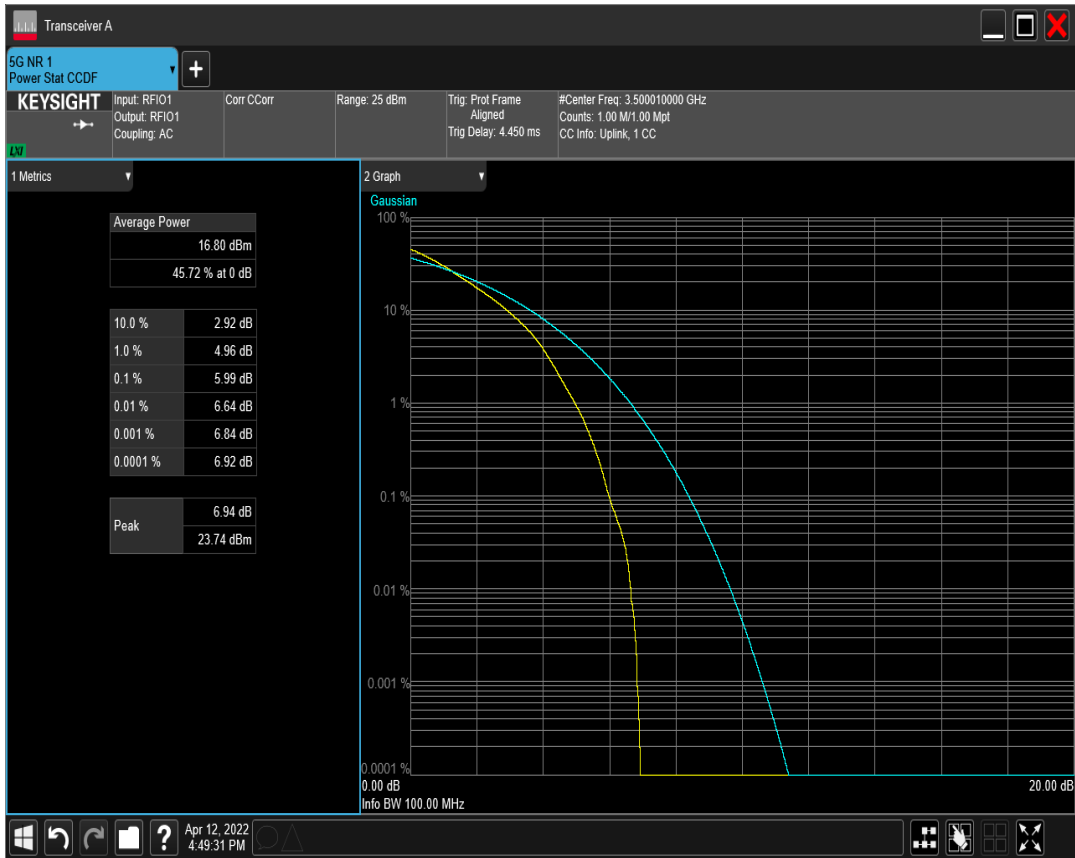 Transceiver A
5G NR 1
Power Stat CCDF
+
KEYSIGHT
LXI
Input: RFIO1
Output: RFIO1
Coupling: AC
Corr CCorr
Range: 25 dBm
Trig: Prot Frame
Aligned
Trig Delay: 4.450 ms
#Center Freq: 3.500010000 GHz
Counts: 1.00 M/1.00 Mpt
CC Info: Uplink, 1 CC
1 Metrics
Average Power
16.80 dBm
45.72 % at 0 dB
10.0 % 2.92 dB
1.0 % 4.96 dB
0.1 % 5.99 dB
0.01 % 6.64 dB
0.001 % 6.84 dB
0.0001 % 6.92 dB
Peak
6.94 dB
23.74 dBm
2 Graph
Gaussian
100 %
10 %
1 %
0.1 %
0.01 %
0.001 %
0.0001 %
0.00 dB 20.00 dB
Info BW 100.00 MHz
?
Apr 12, 2022
4:49:31 PM